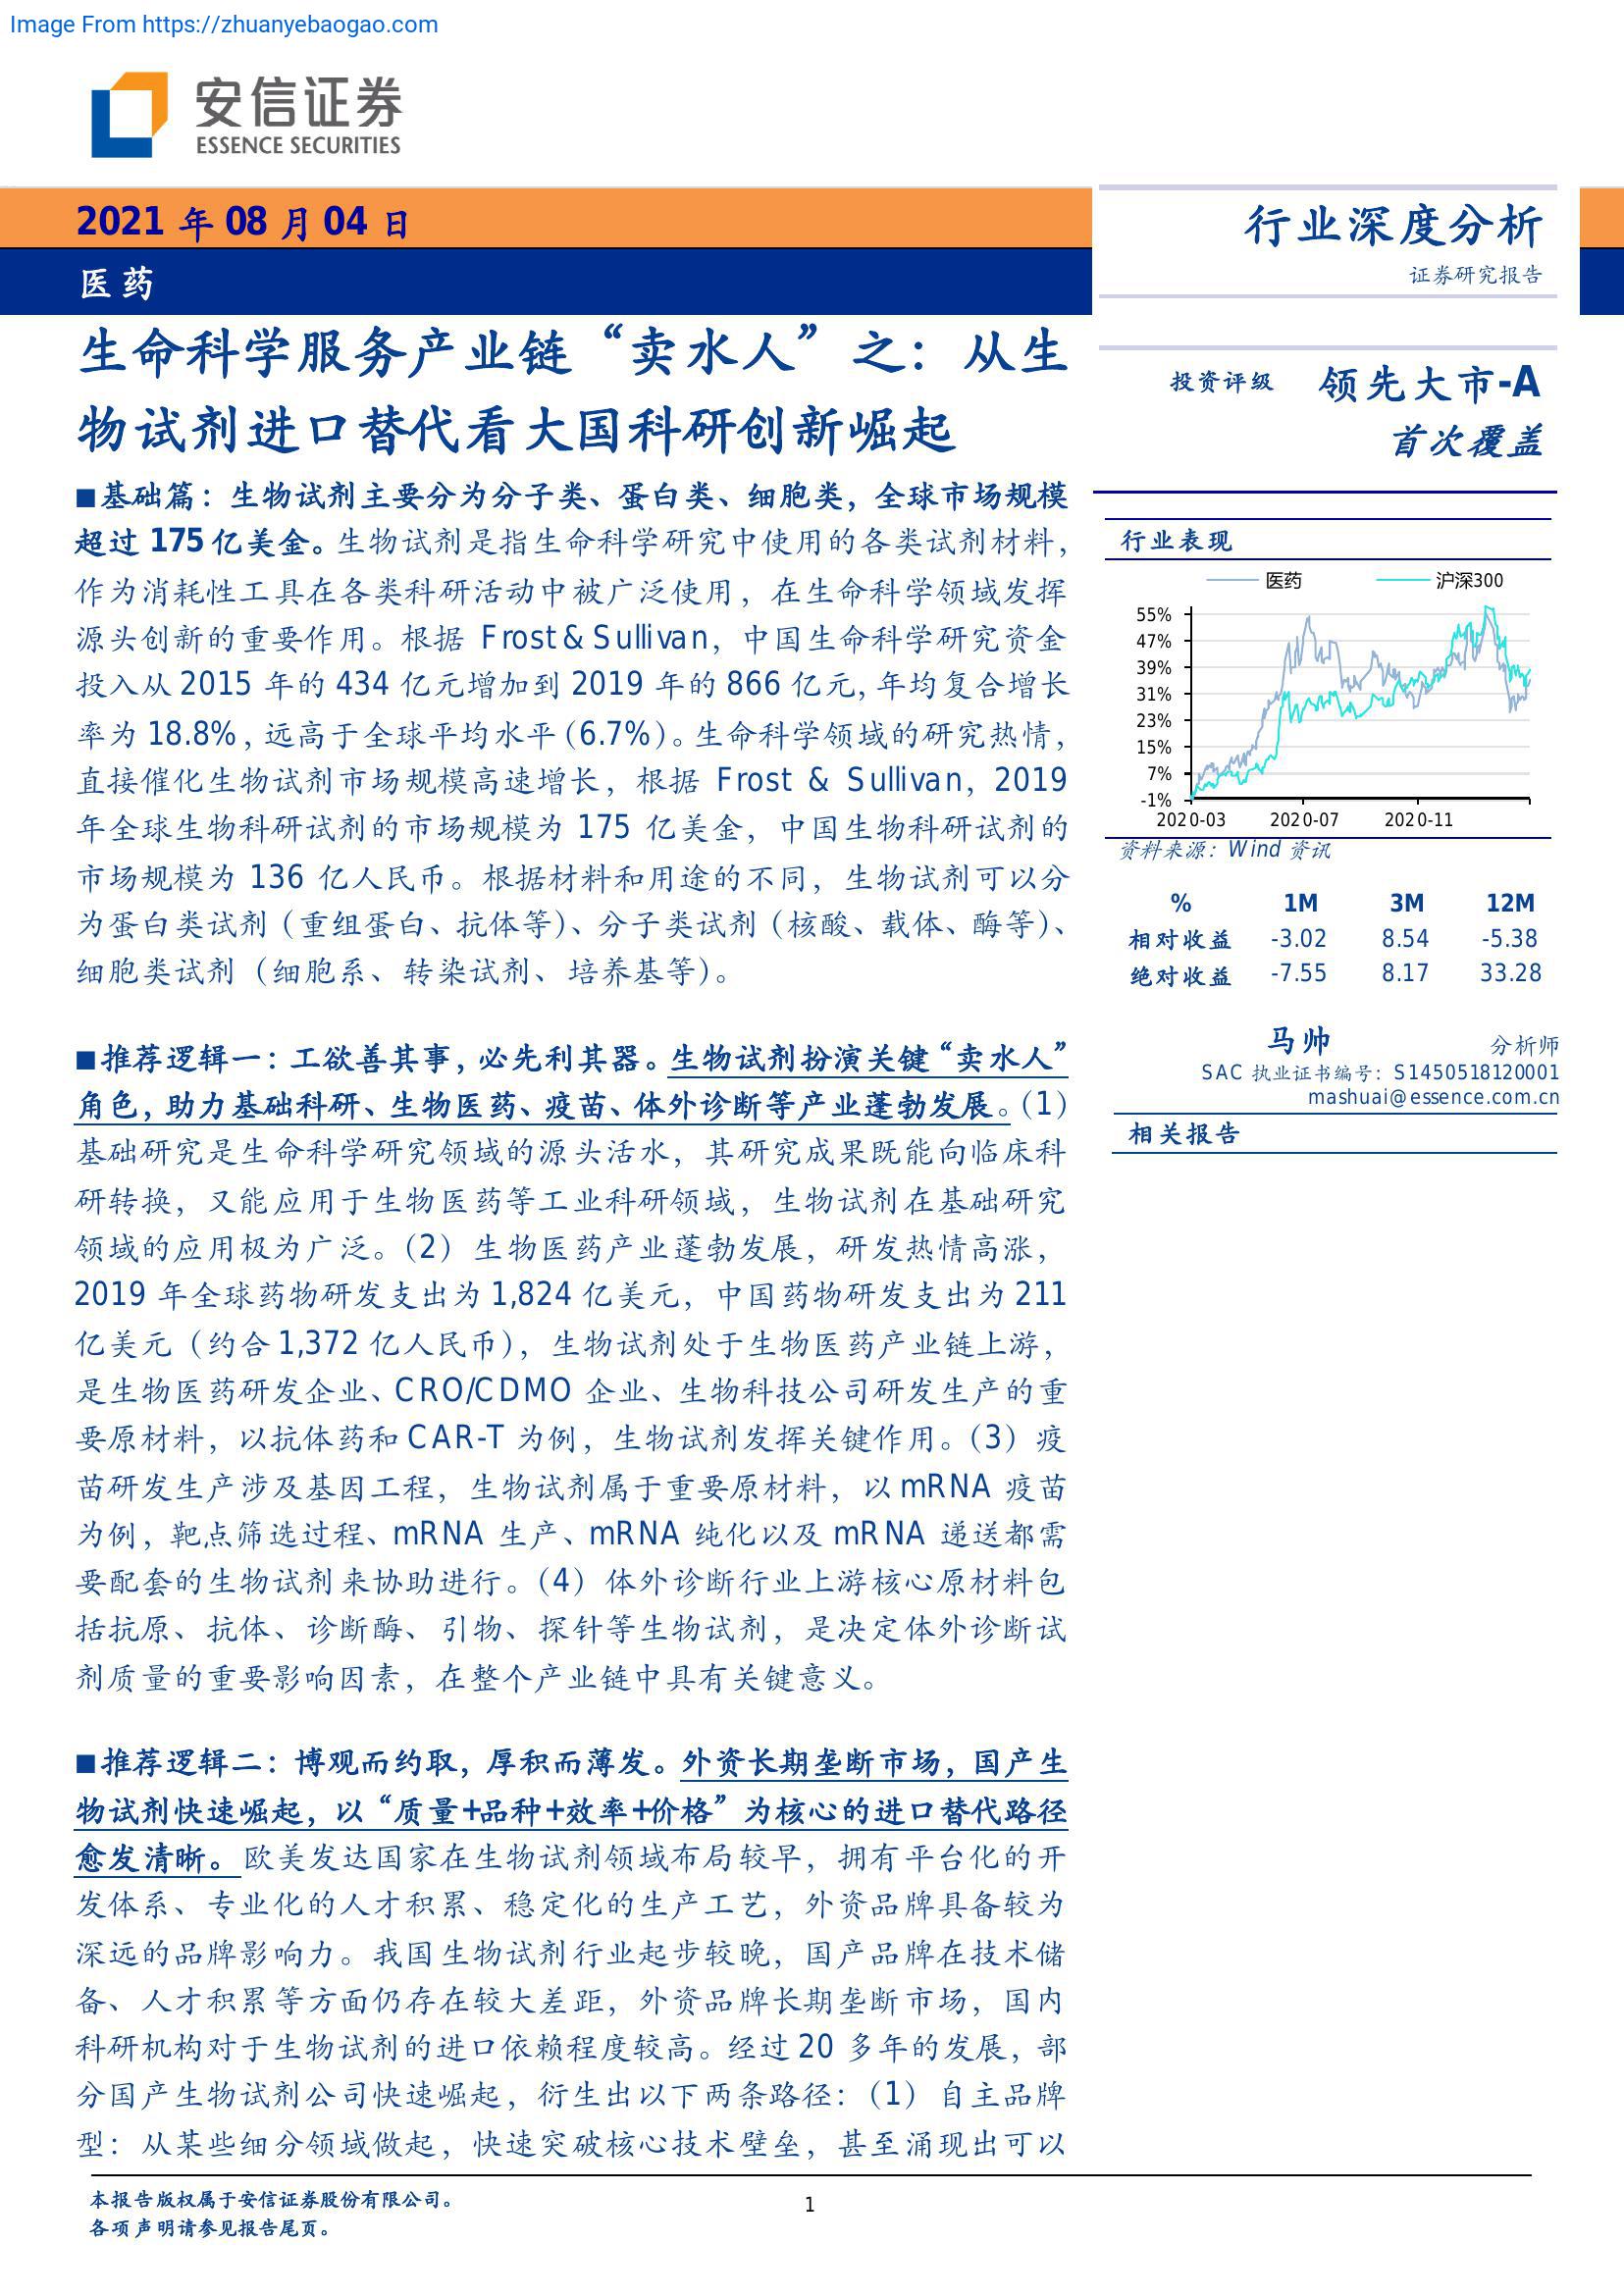 Image From https://zhuanyebaogao.com
安信证券
ESSENCE SECURITIES
2021 年 08 月 04 日
医药
生命科学服务产业链“卖水人”之：从生
物试剂进口替代看大国科研创新崛起
■基础篇：生物试剂主要分为分子类、蛋白类、细胞类，全球市场规模
超过 175 亿美金。生物试剂是指生命科学研究中使用的各类试剂材料，
作为消耗性工具在各类科研活动中被广泛使用，在生命科学领域发挥
源头创新的重要作用。根据 Frost & Sullivan，中国生命科学研究资金
投入从 2015 年的 434 亿元增加到 2019 年的 866 亿元，年均复合增长
率为 18.8%，远高于全球平均水平（6.7%）。生命科学领域的研究热情，
直接催化生物试剂市场规模高速增长，根据 Frost & Sullivan，2019
年全球生物科研试剂的市场规模为 175 亿美金，中国生物科研试剂的
市场规模为 136 亿人民币。根据材料和用途的不同，生物试剂可以分
为蛋白类试剂（重组蛋白、抗体等）、分子类试剂（核酸、载体、酶等）、
细胞类试剂（细胞系、转染试剂、培养基等）。
■推荐逻辑一：工欲善其事，必先利其器。生物试剂扮演关键“卖水人”
角色，助力基础科研、生物医药、疫苗、体外诊断等产业蓬勃发展。（1）
基础研究是生命科学研究领域的源头活水，其研究成果既能向临床科
研转换，又能应用于生物医药等工业科研领域，生物试剂在基础研究
领域的应用极为广泛。（2）生物医药产业蓬勃发展，研发热情高涨，
2019 年全球药物研发支出为 1,824 亿美元，中国药物研发支出为 211
亿美元（约合 1,372 亿人民币），生物试剂处于生物医药产业链上游，
是生物医药研发企业、CRO/CDMO 企业、生物科技公司研发生产的重
要原材料，以抗体药和 CAR-T 为例，生物试剂发挥关键作用。（3）疫
苗研发生产涉及基因工程，生物试剂属于重要原材料，以 mRNA 疫苗
为例，靶点筛选过程、mRNA 生产、mRNA 纯化以及 mRNA 递送都需
要配套的生物试剂来协助进行。（4）体外诊断行业上游核心原材料包
括抗原、抗体、诊断酶、引物、探针等生物试剂，是决定体外诊断试
剂质量的重要影响因素，在整个产业链中具有关键意义。
■推荐逻辑二：博观而约取，厚积而薄发。外资长期垄断市场，国产生
物试剂快速崛起，以“质量+品种+效率+价格”为核心的进口替代路径
愈发清晰。欧美发达国家在生物试剂领域布局较早，拥有平台化的开
发体系、专业化的人才积累、稳定化的生产工艺，外资品牌具备较为
深远的品牌影响力。我国生物试剂行业起步较晚，国产品牌在技术储
备、人才积累等方面仍存在较大差距，外资品牌长期垄断市场，国内
科研机构对于生物试剂的进口依赖程度较高。经过 20 多年的发展，部
分国产生物试剂公司快速崛起，衍生出以下两条路径：（1）自主品牌
型：从某些细分领域做起，快速突破核心技术壁垒，甚至涌现出可以
行业深度分析
证券研究报告
投资评级 领先大市-A
首次覆盖
行业表现
医药 沪深300
55%
47%
39%
31%
23%
15%
7%
-1%
2020-03 2020-07 2020-11
资料来源：Wind 资讯
% 1M 3M 12M
相对收益 -3.02 8.54 -5.38
绝对收益 -7.55 8.17 33.28
马帅 分析师
SAC 执业证书编号：S1450518120001
mashuai@essence.com.cn
相关报告
本报告版权属于安信证券股份有限公司。
各项声明请参见报告尾页。
1